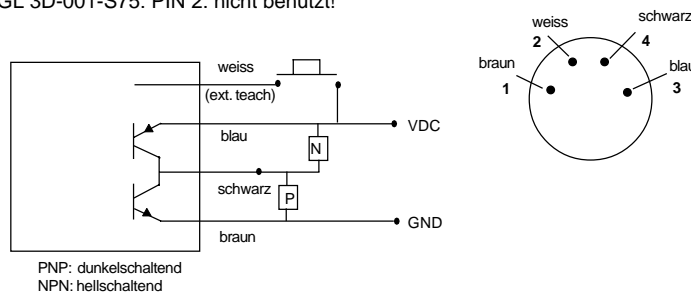 GL 3D-001-S75: PIN 2: nicht benutzt!
weiss
(ext. teach)
blau
VDC
N
schwarz
P
GND
braun
PNP: dunkelschaltend
NPN: hellschaltend
weiss
2
schwarz
4
braun
1
blau
3